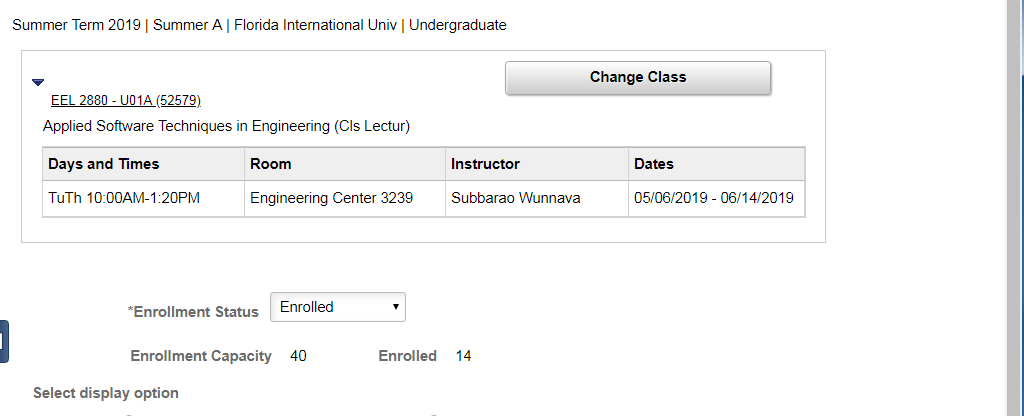 Summer Term 2019 | Summer A | Florida International Univ | Undergraduate
Change Class
EEL 2880 - U01A (52579)
Applied Software Techniques in Engineering (Cls Lectur)
Days and Times Room Instructor Dates
TuTh 10:00AM-1:20PM Engineering Center 3239 Subbarao Wunnava 05/06/2019 - 06/14/2019
*Enrollment Status Enrolled
Enrollment Capacity 40 Enrolled 14
Select display option